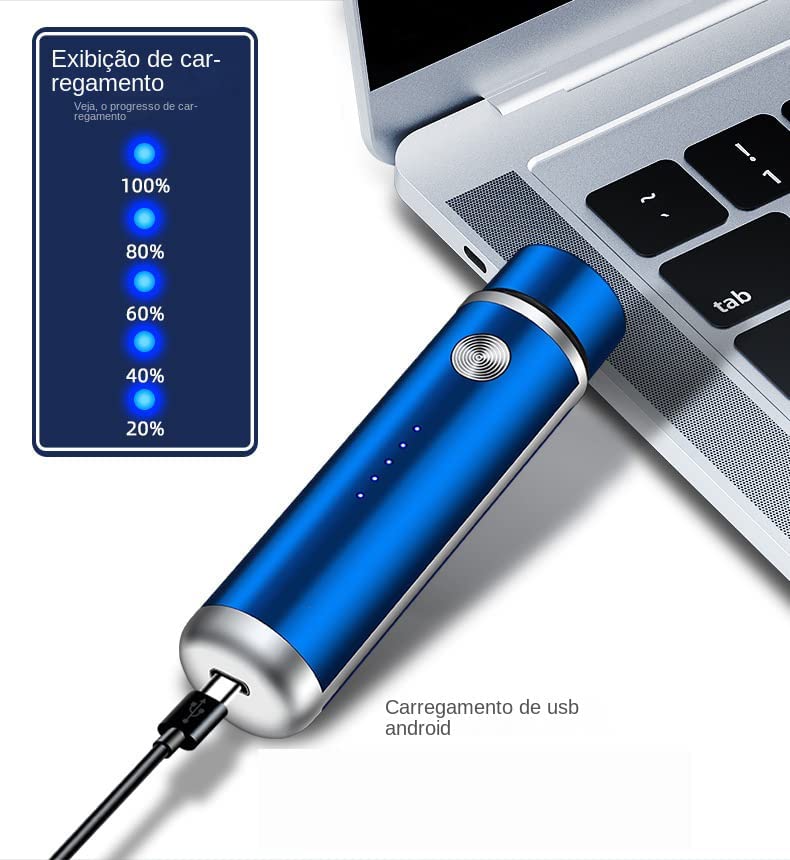 Exibição de car-
regamento
Veja, o progresso de car-
regamento
100%
80%
60%
40%
20%
~
`
!
1
tab
Carregamento de usb
android